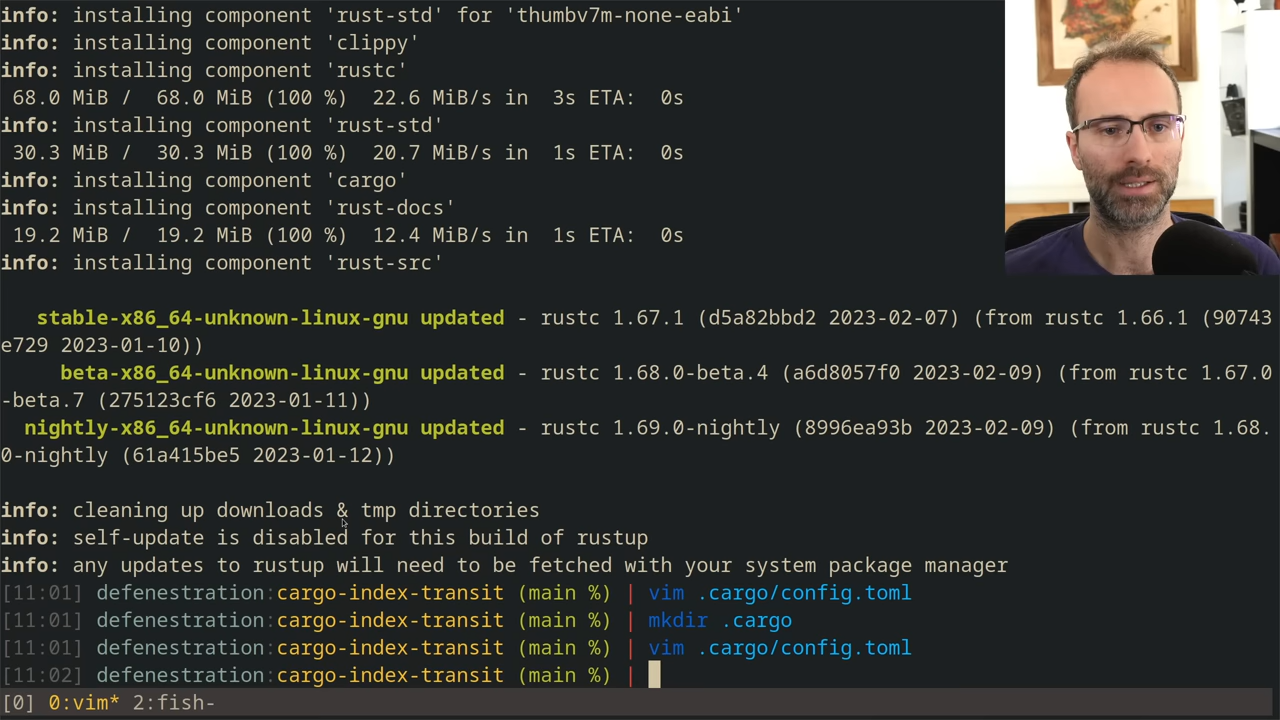 info: installing component 'rust-std' for 'thumbv7m-none-eabi'
info: installing component 'clippy'
info: installing component 'rustc'
 68.0 MiB /  68.0 MiB (100 %)  22.6 MiB/s in  3s ETA:  0s
info: installing component 'rust-std'
 30.3 MiB /  30.3 MiB (100 %)  20.7 MiB/s in  1s ETA:  0s
info: installing component 'cargo'
info: installing component 'rust-docs'
 19.2 MiB /  19.2 MiB (100 %)  12.4 MiB/s in  1s ETA:  0s
info: installing component 'rust-src'
stable-x86_64-unknown-linux-gnu updated - rustc 1.67.1 (d5a82bbd2 2023-02-07) (from rustc 1.66.1 (90743
e729 2023-01-10))
beta-x86_64-unknown-linux-gnu updated - rustc 1.68.0-beta.4 (a6d8057f0 2023-02-09) (from rustc 1.67.0
-beta.7 (275123cf6 2023-01-11))
nightly-x86_64-unknown-linux-gnu updated - rustc 1.69.0-nightly (8996ea93b 2023-02-09) (from rustc 1.68.
0-nightly (61a415be5 2023-01-12))
info: cleaning up downloads & tmp directories
info: self-update is disabled for this build of rustup
info: any updates to rustup will need to be fetched with your system package manager
[11:01] defenestration:cargo-index-transit (main %) | vim .cargo/config.toml
[11:01] defenestration:cargo-index-transit (main %) | mkdir .cargo
[11:01] defenestration:cargo-index-transit (main %) | vim .cargo/config.toml
[11:02] defenestration:cargo-index-transit (main %) |
[0] 0:vim* 2:fish-